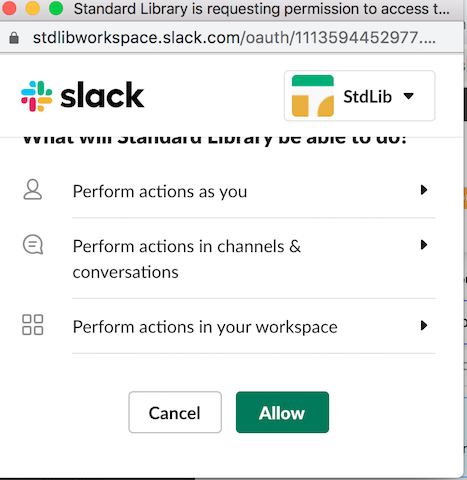 Standard Library is requesting permission to access t...
stdlibworkspace.slack.com/oauth/1113594452977....
slack
StdLib
What will Standard Library be able to do?
Perform actions as you
Perform actions in channels &
conversations
Perform actions in your workspace
Cancel
Allow